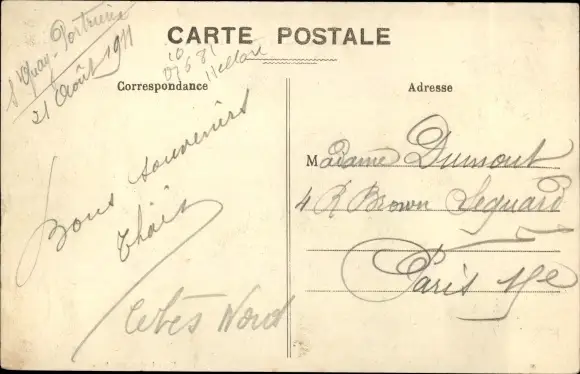 CARTE POSTALE
Correspondance
Adresse
St Quay-Portrieux
21 Août 1911
Bons souvenirs
Côtes Nord
Madame Dumont
4 R Brown Sequard
Paris 15e